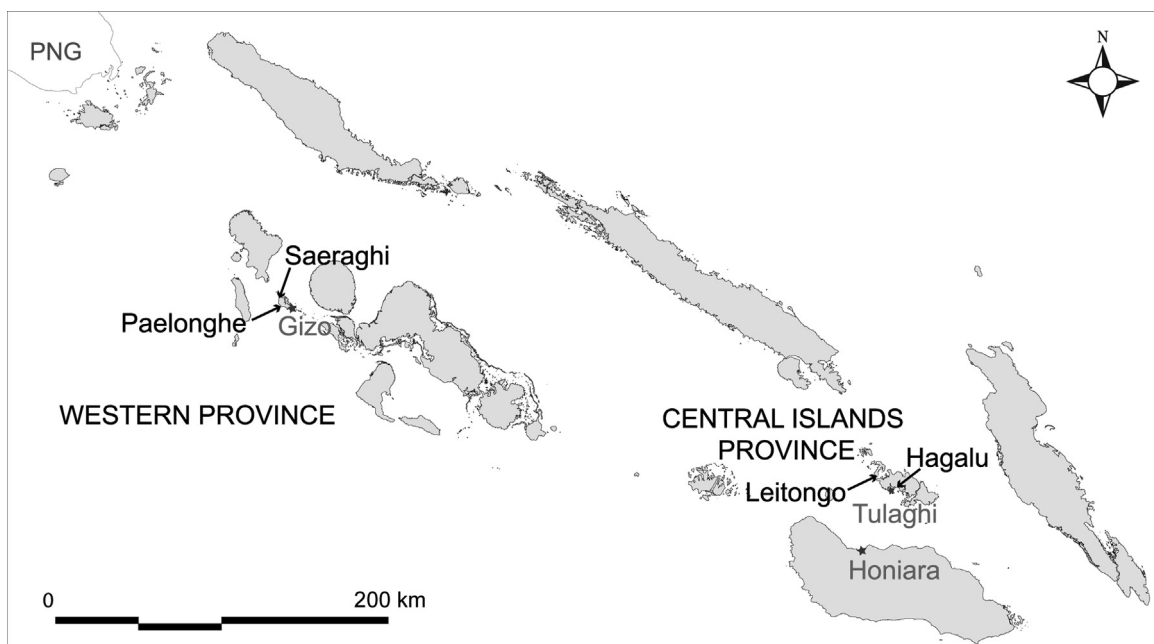 PNG
N
Saeraghi
Paelonghe
Gizo
WESTERN PROVINCE
CENTRAL ISLANDS
PROVINCE
Hagalu
Leitongo
Tulaghi
Honiara
0 200 km